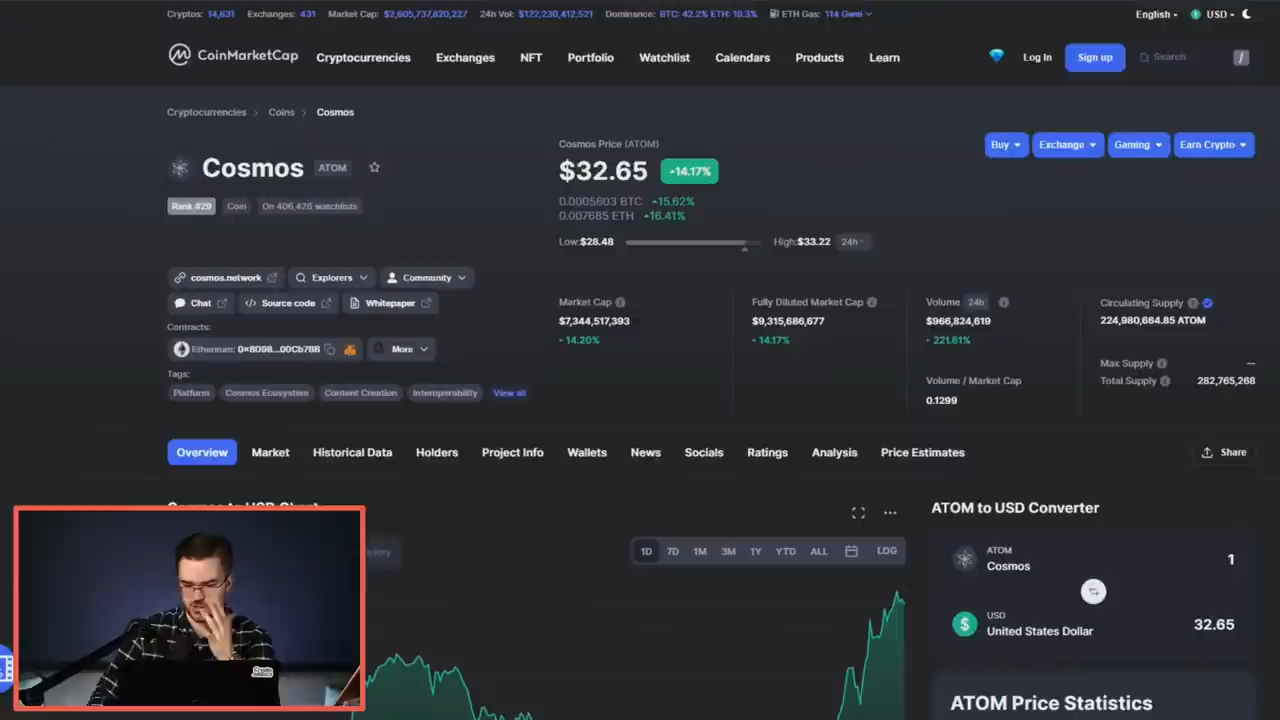 Cryptos: 14,631 Exchanges: 431 Market Cap: $2,605,737,820,227 24h Vol: $122,230,412,521 Dominance: BTC: 42.2% ETH: 19.3% ETH Gas: 114 Gwei
English USD
CoinMarketCap Cryptocurrencies Exchanges NFT Portfolio Watchlist Calendars Products Learn Log In Sign up Search /
Cryptocurrencies Coins Cosmos
Cosmos ATOM
Rank #29 Coin On 406,426 watchlists
Cosmos Price (ATOM)
$32.65 14.17%
0.0005603 BTC 15.62%
0.007685 ETH 16.41%
Low:$28.48 High:$33.22 24h
Buy Exchange Gaming Earn Crypto
cosmos.network Explorers Community
Chat Source code Whitepaper
Contracts:
Ethereum: 0x8D98...00Cb78B More
Tags:
Platform Cosmos Ecosystem Content Creation Interoperability View all
Market Cap
$7,344,517,393
14.20%
Fully Diluted Market Cap
$9,315,686,677
14.17%
Volume 24h
$966,824,619
221.61%
Volume / Market Cap
0.1299
Circulating Supply
224,980,664.85 ATOM
Max Supply --
Total Supply 282,765,268
Overview Market Historical Data Holders Project Info Wallets News Socials Ratings Analysis Price Estimates Share
1D 7D 1M 3M 1Y YTD ALL LOG
ATOM to USD Converter
ATOM
Cosmos 1
USD
United States Dollar 32.65
ATOM Price Statistics